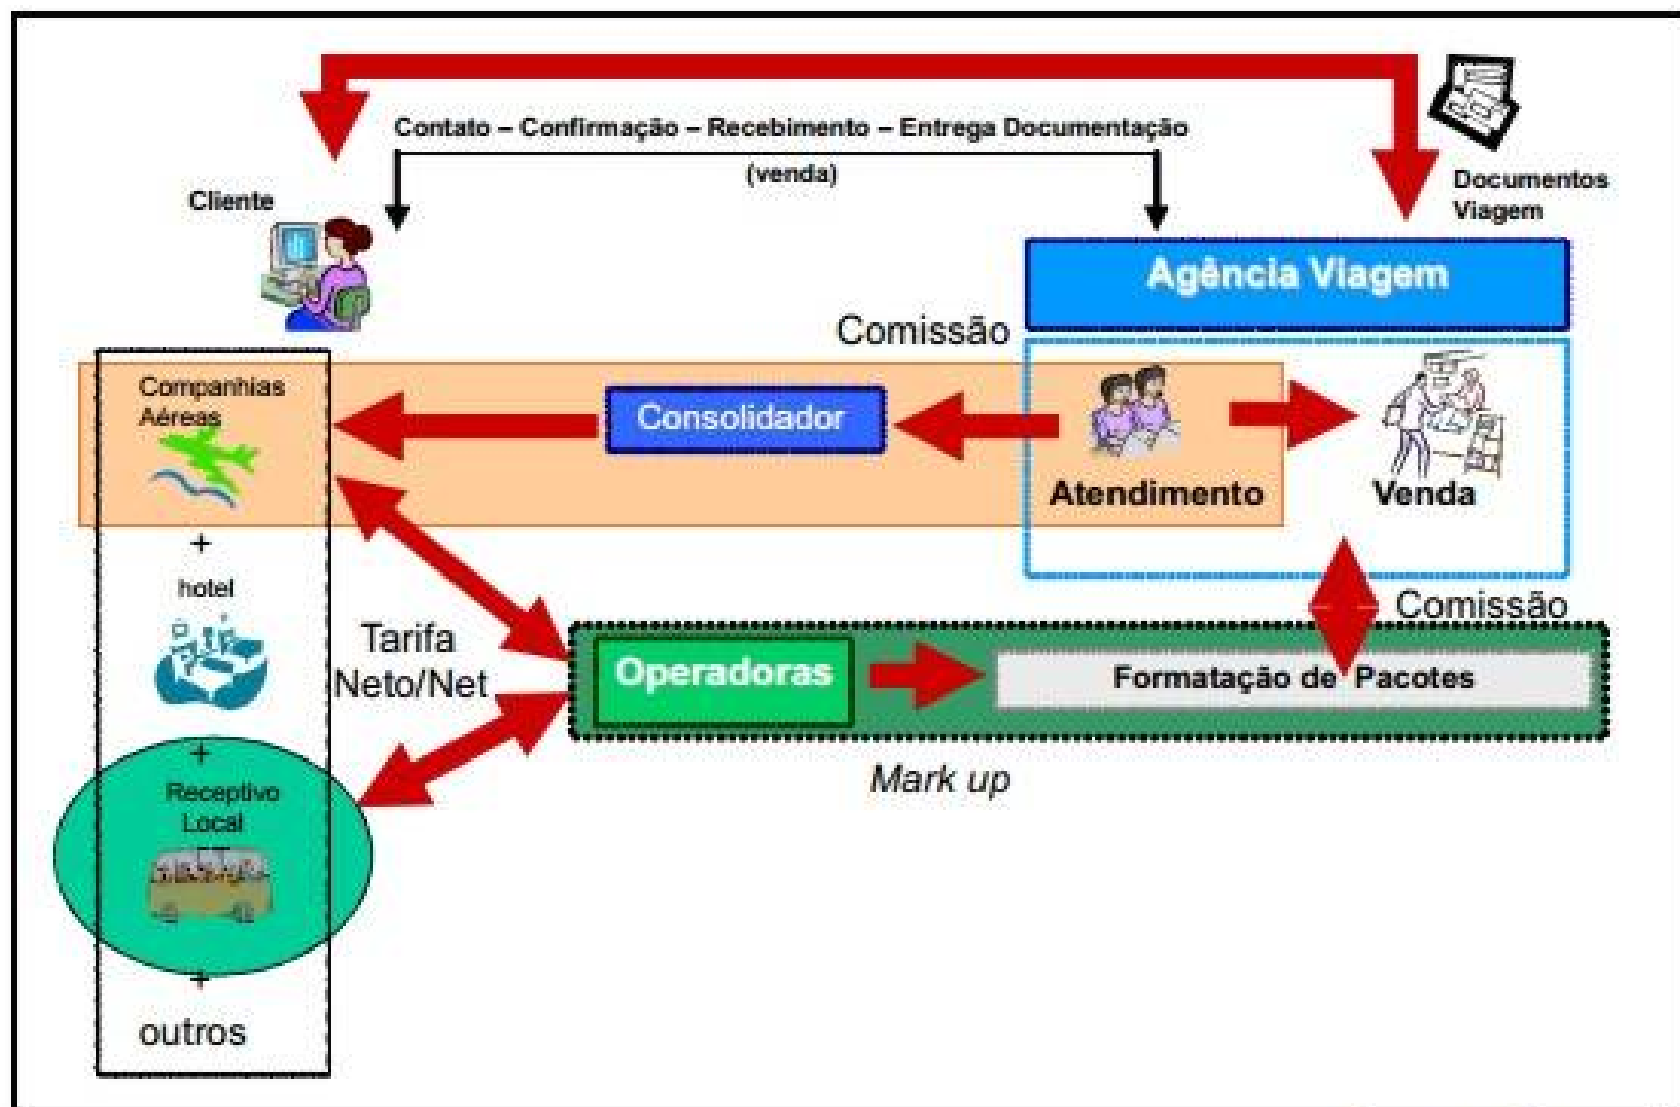 Contato – Confirmação – Recebimento – Entrega Documentação
(venda)
Documentos
Viagem
Cliente
Agência Viagem
Comissão
Companhias
Aéreas
Consolidador
Atendimento
Venda
+
hotel
Comissão
Tarifa
Neto/Net
Operadoras
Formatação de Pacotes
+
Mark up
Receptivo
Local
+
outros